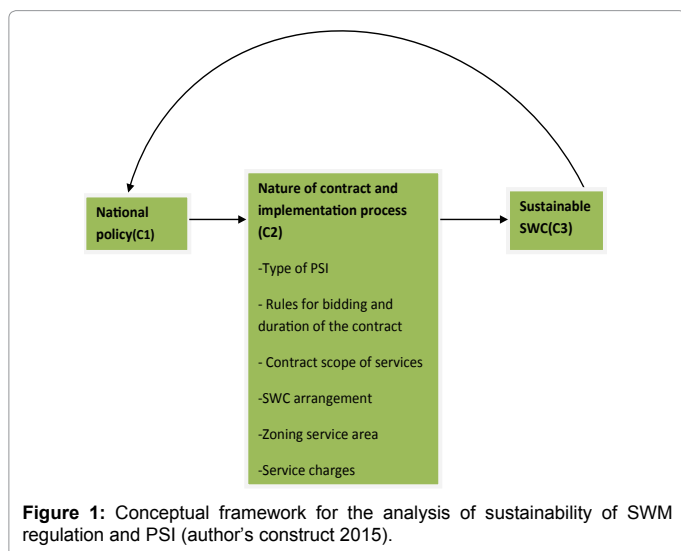 National
policy(C1)
Nature of contract and
implementation process
(C2)
-Type of PSI
- Rules for bidding and
duration of the contract
- Contract scope of services
-SWC arrangement
-Zoning service area
-Service charges
Sustainable
SWC(C3)
Figure 1: Conceptual framework for the analysis of sustainability of SWM
regulation and PSI (author's construct 2015).